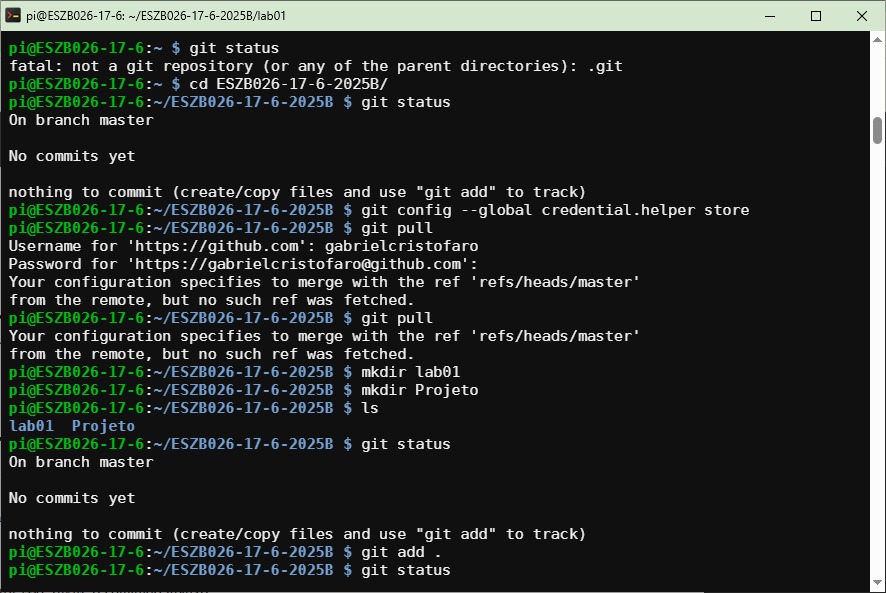 pi@ESZB026-17-6: ~/ESZB026-17-6-2025B/lab01
pi@ESZB026-17-6:~ $ git status
fatal: not a git repository (or any of the parent directories): .git
pi@ESZB026-17-6:~ $ cd ESZB026-17-6-2025B/
pi@ESZB026-17-6:~/ESZB026-17-6-2025B $ git status
On branch master
No commits yet
nothing to commit (create/copy files and use "git add" to track)
pi@ESZB026-17-6:~/ESZB026-17-6-2025B $ git config --global credential.helper store
pi@ESZB026-17-6:~/ESZB026-17-6-2025B $ git pull
Username for 'https://github.com': gabrielcristofaro
Password for 'https://gabrielcristofaro@github.com':
Your configuration specifies to merge with the ref 'refs/heads/master'
from the remote, but no such ref was fetched.
pi@ESZB026-17-6:~/ESZB026-17-6-2025B $ git pull
Your configuration specifies to merge with the ref 'refs/heads/master'
from the remote, but no such ref was fetched.
pi@ESZB026-17-6:~/ESZB026-17-6-2025B $ mkdir lab01
pi@ESZB026-17-6:~/ESZB026-17-6-2025B $ mkdir Projeto
pi@ESZB026-17-6:~/ESZB026-17-6-2025B $ ls
lab01  Projeto
pi@ESZB026-17-6:~/ESZB026-17-6-2025B $ git status
On branch master
No commits yet
nothing to commit (create/copy files and use "git add" to track)
pi@ESZB026-17-6:~/ESZB026-17-6-2025B $ git add .
pi@ESZB026-17-6:~/ESZB026-17-6-2025B $ git status